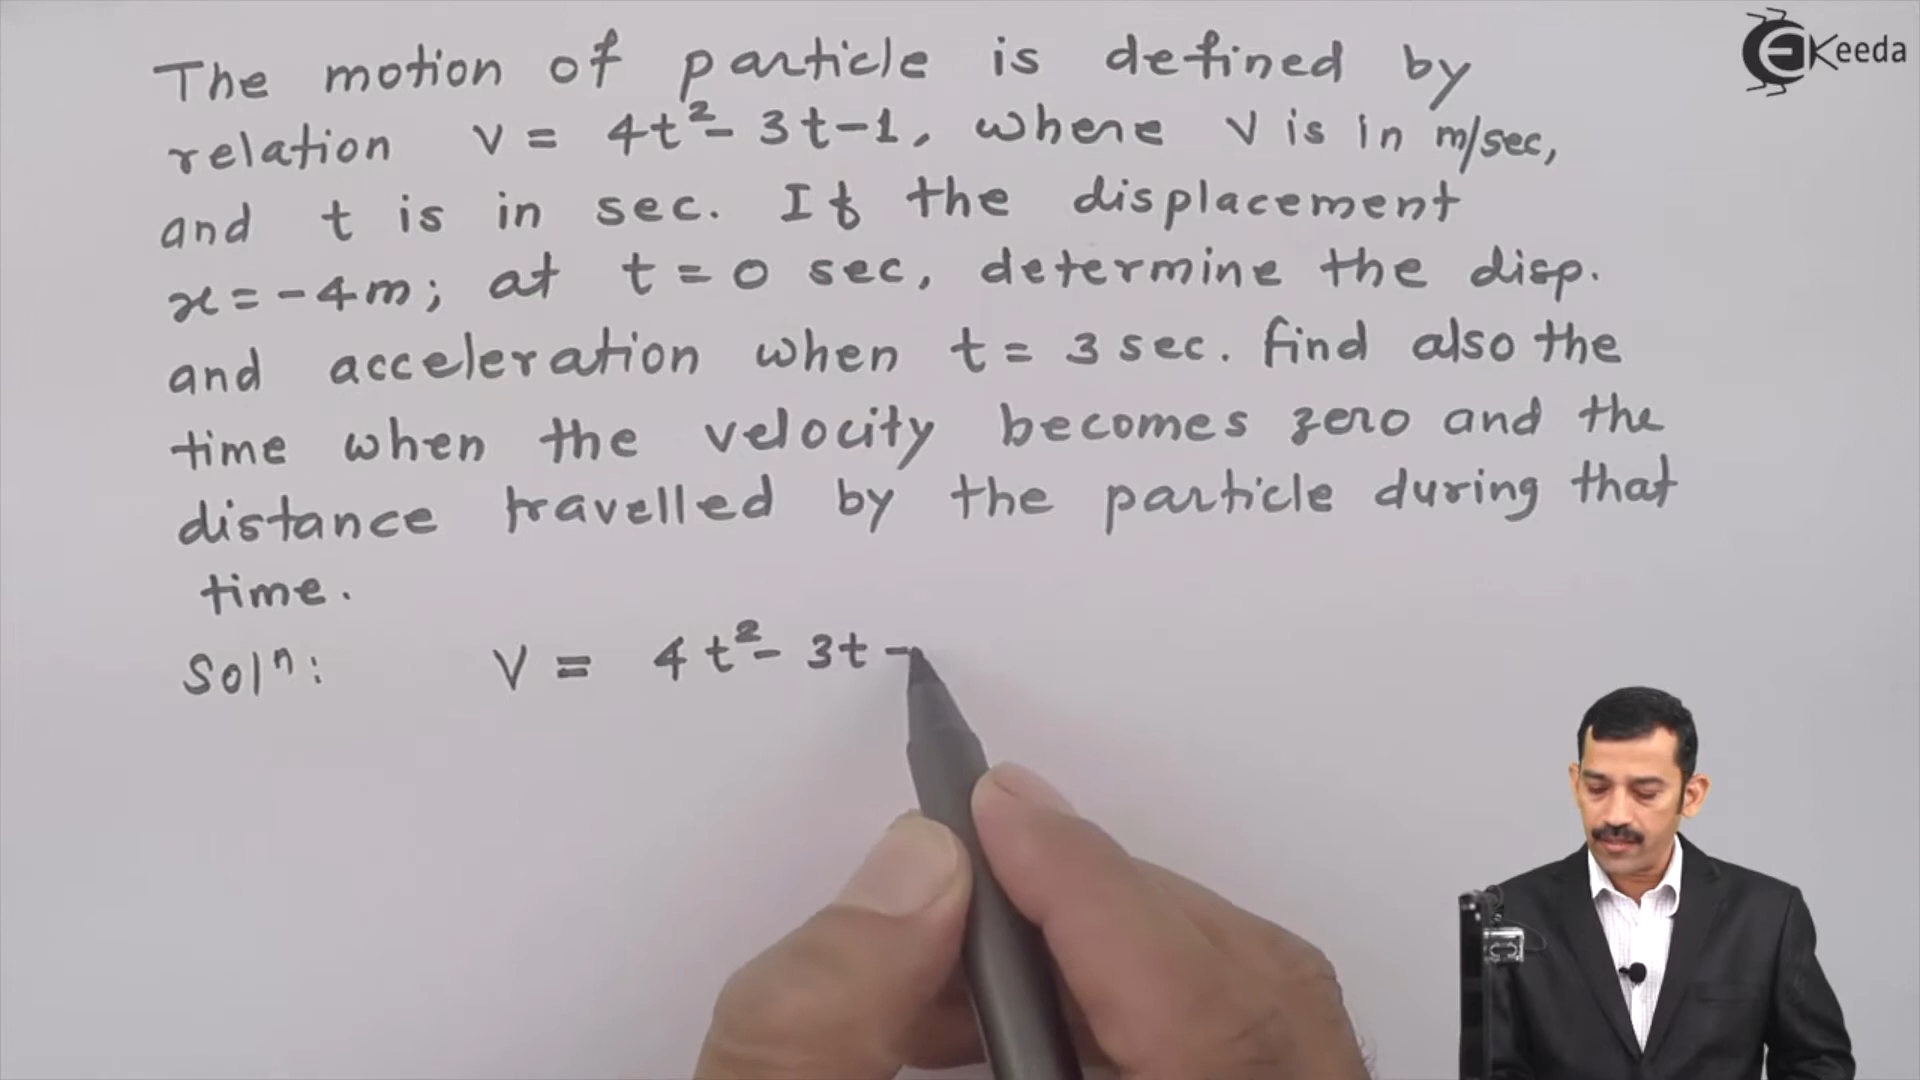 The motion of particle is defined by
relation v = 4t² - 3t - 1, where v is in m/sec,
and t is in sec. If the displacement
x = -4m; at t = 0 sec, determine the disp.
and acceleration when t = 3 sec. find also the
time when the velocity becomes zero and the
distance travelled by the particle during that
time.
Solⁿ: V = 4t² - 3t -
EKeeda